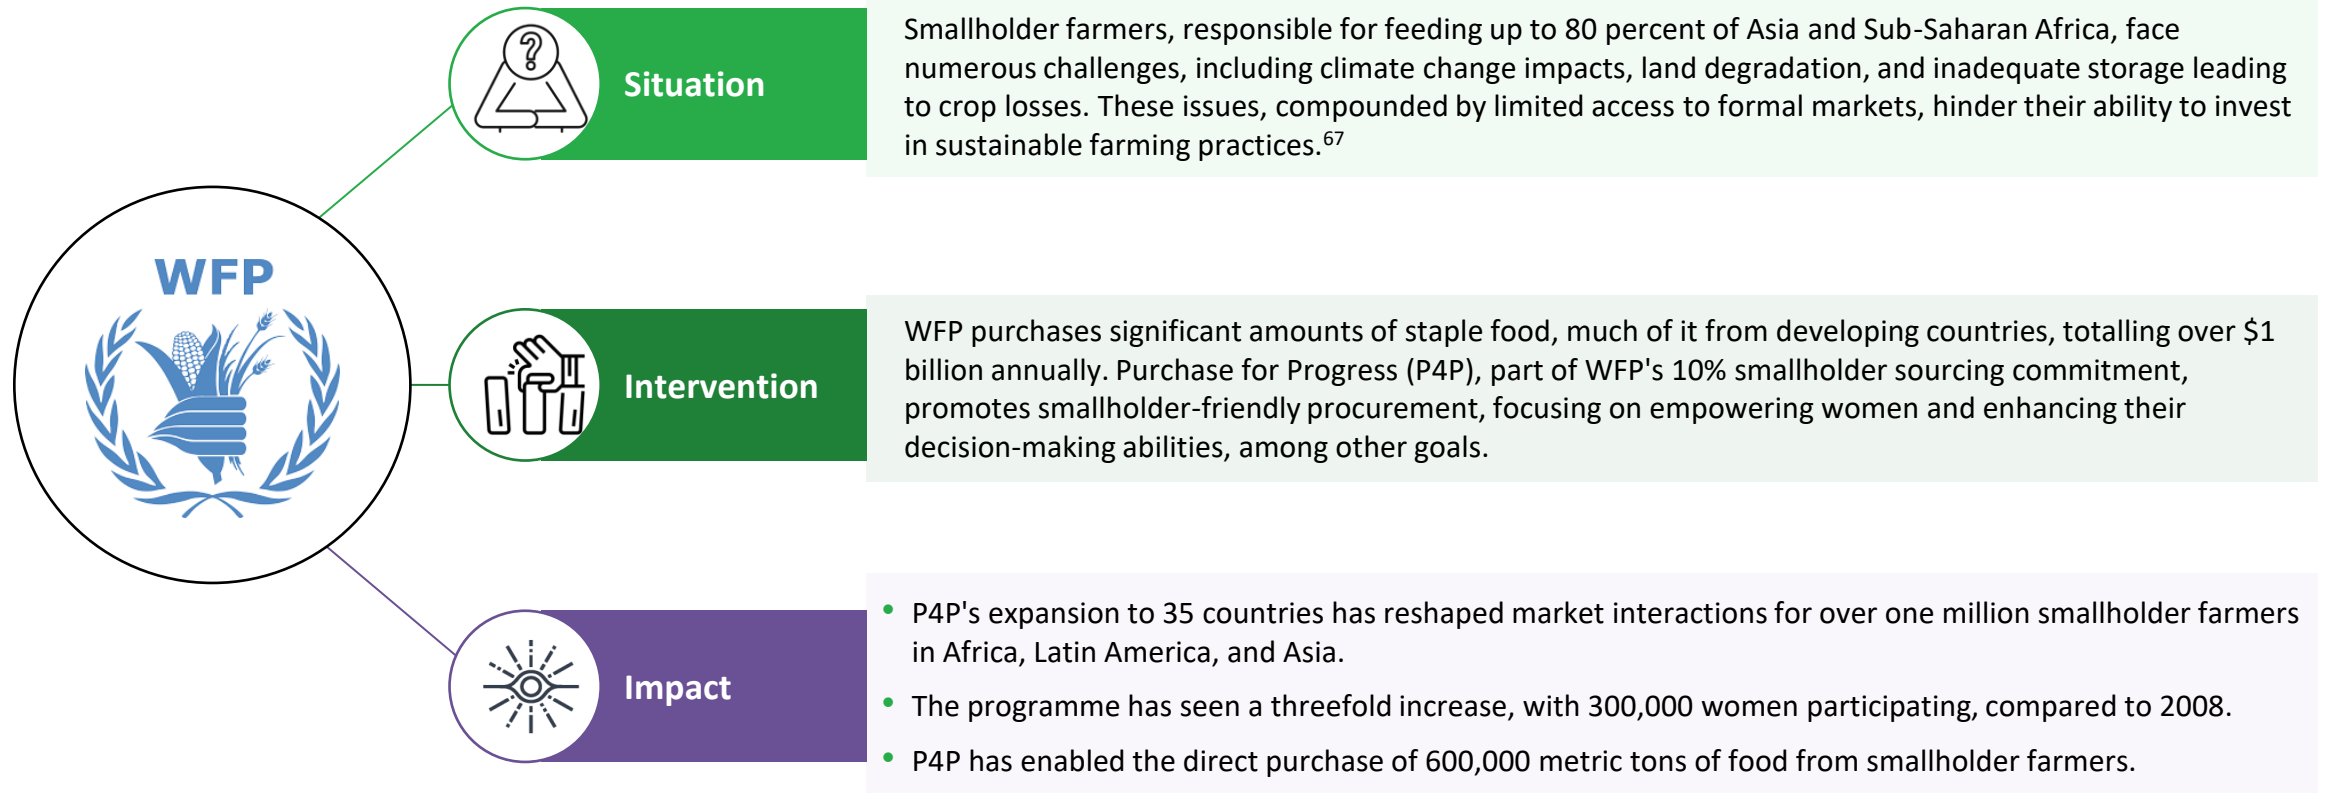 Situation
Smallholder farmers, responsible for feeding up to 80 percent of Asia and Sub-Saharan Africa, face
numerous challenges, including climate change impacts, land degradation, and inadequate storage leading
to crop losses. These issues, compounded by limited access to formal markets, hinder their ability to invest
in sustainable farming practices.67
WFP
Intervention
WFP purchases significant amounts of staple food, much of it from developing countries, totalling over $1
billion annually. Purchase for Progress (P4P), part of WFP's 10% smallholder sourcing commitment,
promotes smallholder-friendly procurement, focusing on empowering women and enhancing their
decision-making abilities, among other goals.
Impact
• P4P's expansion to 35 countries has reshaped market interactions for over one million smallholder farmers
in Africa, Latin America, and Asia.
• The programme has seen a threefold increase, with 300,000 women participating, compared to 2008.
• P4P has enabled the direct purchase of 600,000 metric tons of food from smallholder farmers.